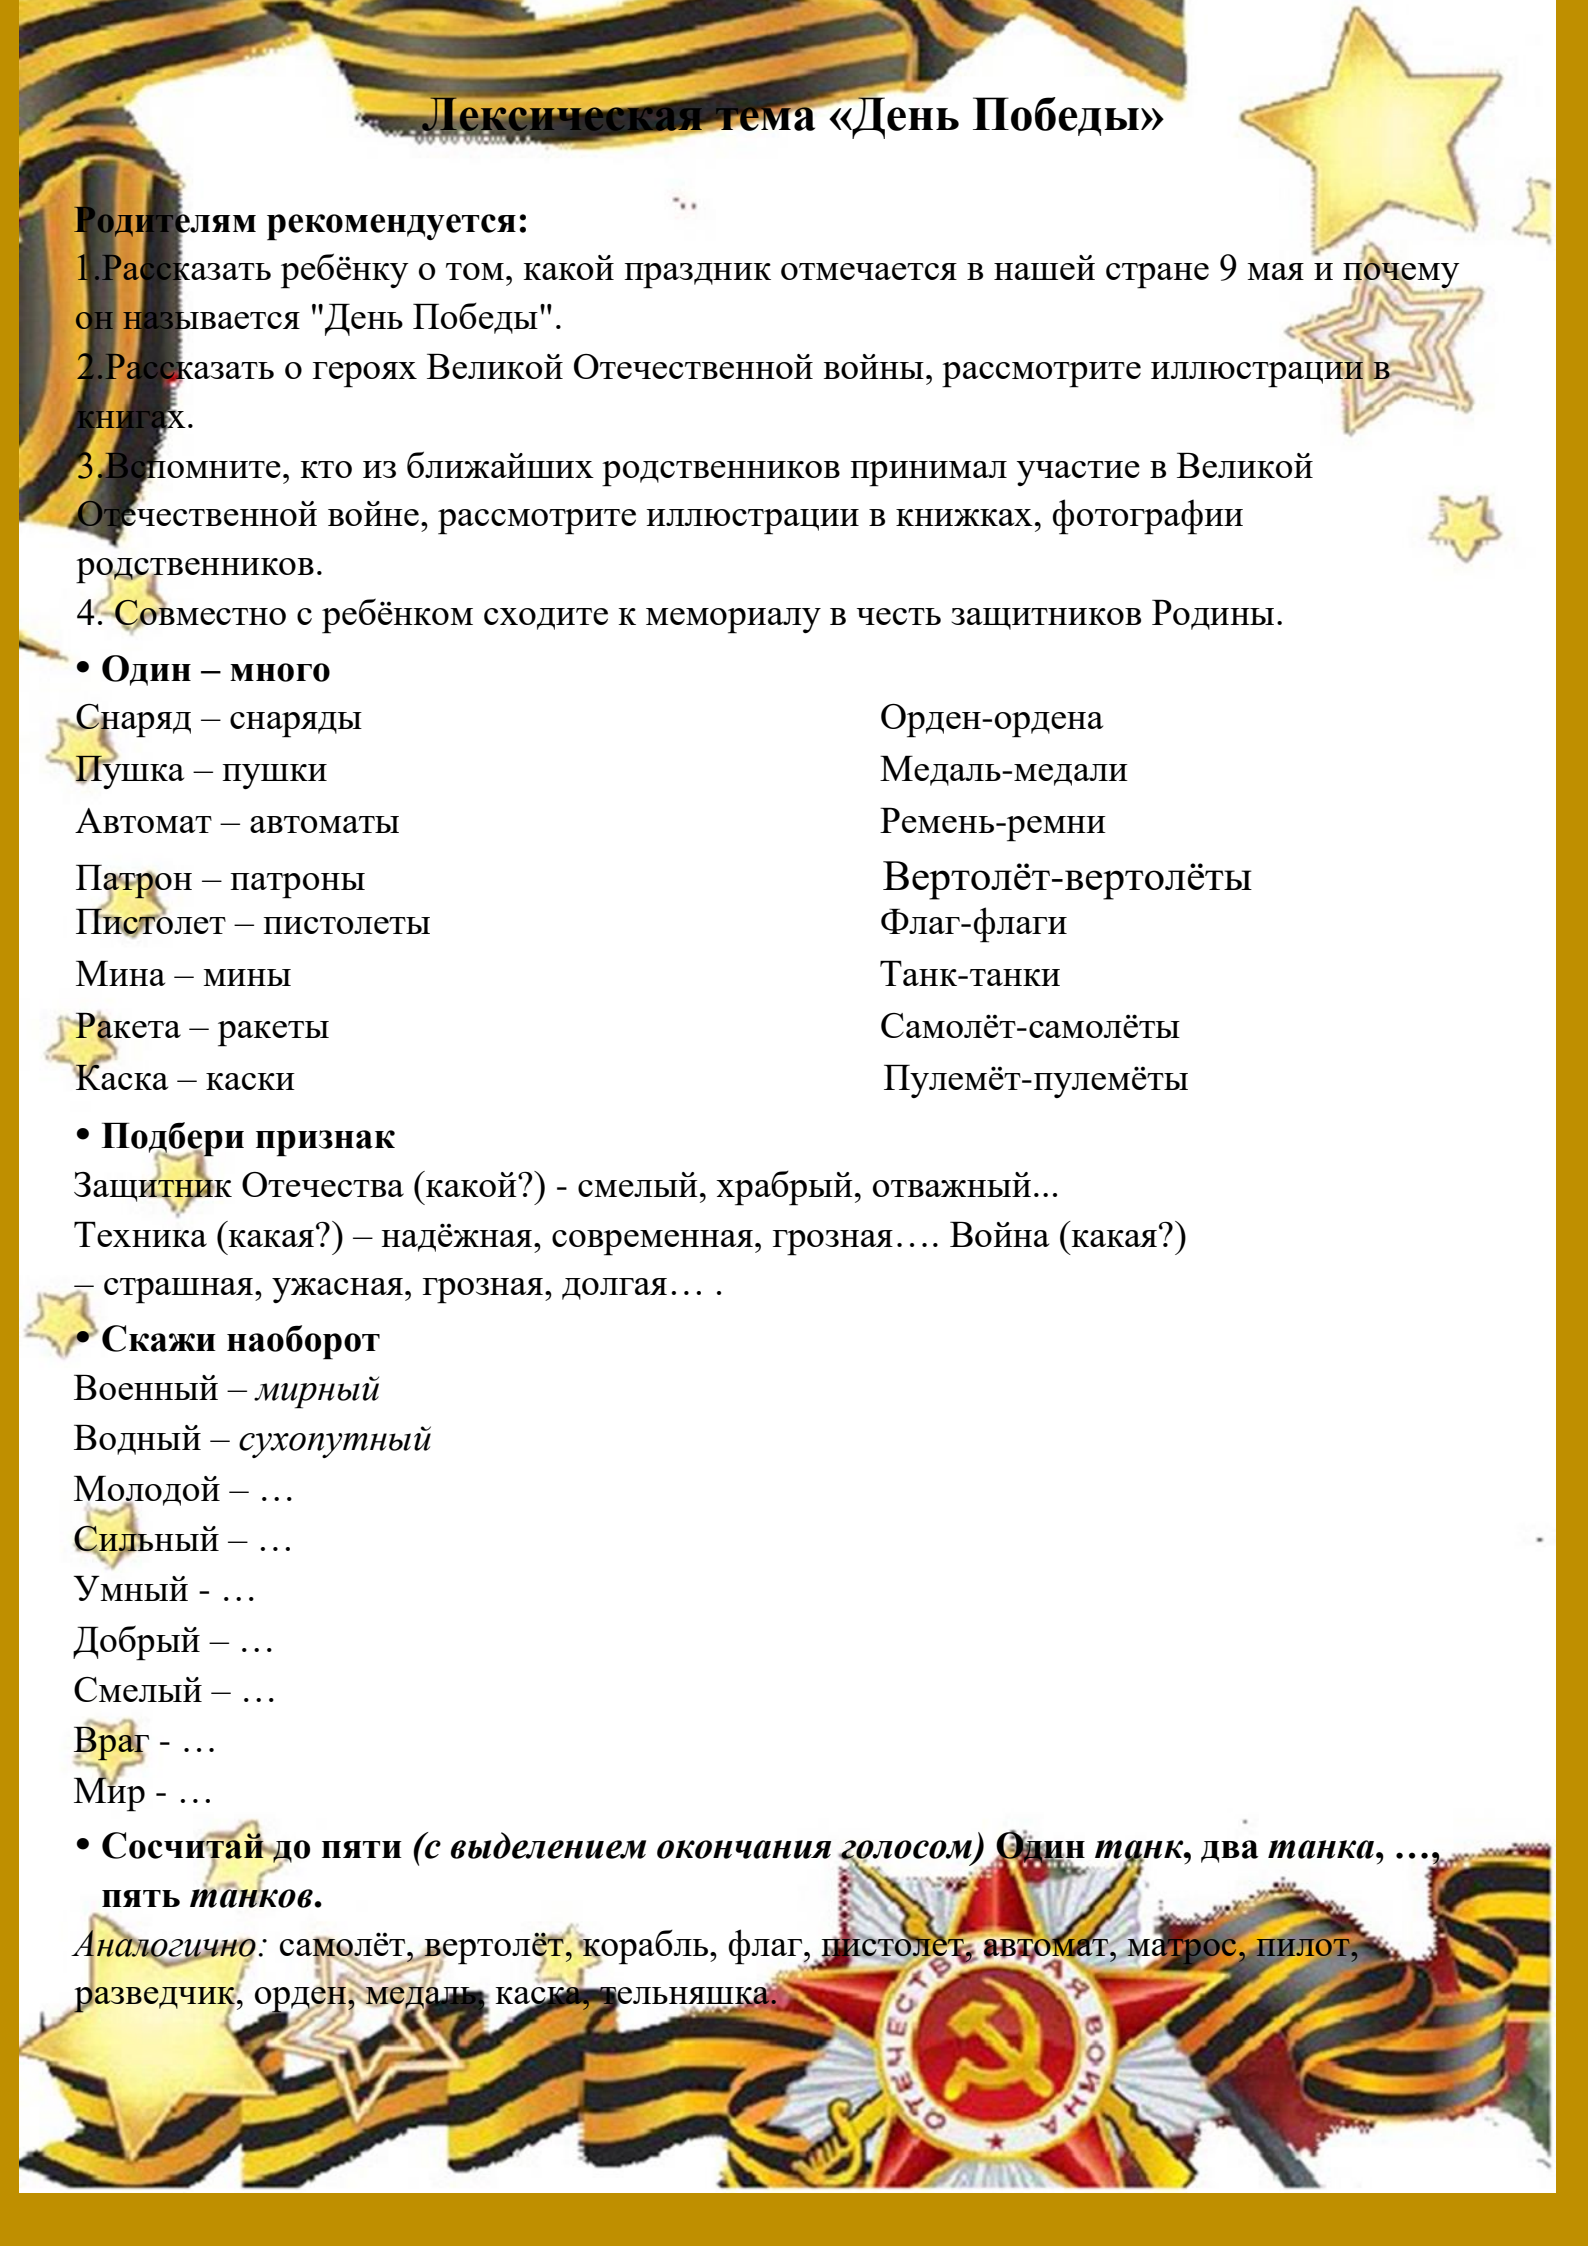 Лексическая тема «День Победы»
Родителям рекомендуется:
1.Рассказать ребёнку о том, какой праздник отмечается в нашей стране 9 мая и почему
он называется "День Победы".
2.Рассказать о героях Великой Отечественной войны, рассмотрите иллюстрации в
книгах.
3.Вспомните, кто из ближайших родственников принимал участие в Великой
Отечественной войне, рассмотрите иллюстрации в книжках, фотографии
родственников.
4. Совместно с ребёнком сходите к мемориалу в честь защитников Родины.
• Один – много
Снаряд – снаряды
Пушка – пушки
Автомат – автоматы
Патрон – патроны
Пистолет – пистолеты
Мина – мины
Ракета – ракеты
Каска – каски
Орден-ордена
Медаль-медали
Ремень-ремни
Вертолёт-вертолёты
Флаг-флаги
Танк-танки
Самолёт-самолёты
Пулемёт-пулемёты
• Подбери признак
Защитник Отечества (какой?) - смелый, храбрый, отважный...
Техника (какая?) – надёжная, современная, грозная…. Война (какая?)
– страшная, ужасная, грозная, долгая… .
• Скажи наоборот
Военный – мирный
Водный – сухопутный
Молодой – …
Сильный – …
Умный - …
Добрый – …
Смелый – …
Враг - …
Мир - …
• Сосчитай до пяти (с выделением окончания голосом) Один танк, два танка, …,
пять танков.
Аналогично: самолёт, вертолёт, корабль, флаг, пистолет, автомат, матрос, пилот,
разведчик, орден, медаль, каска, тельняшка.
ОТЕЧЕСТВЕННАЯ ВОЙНА